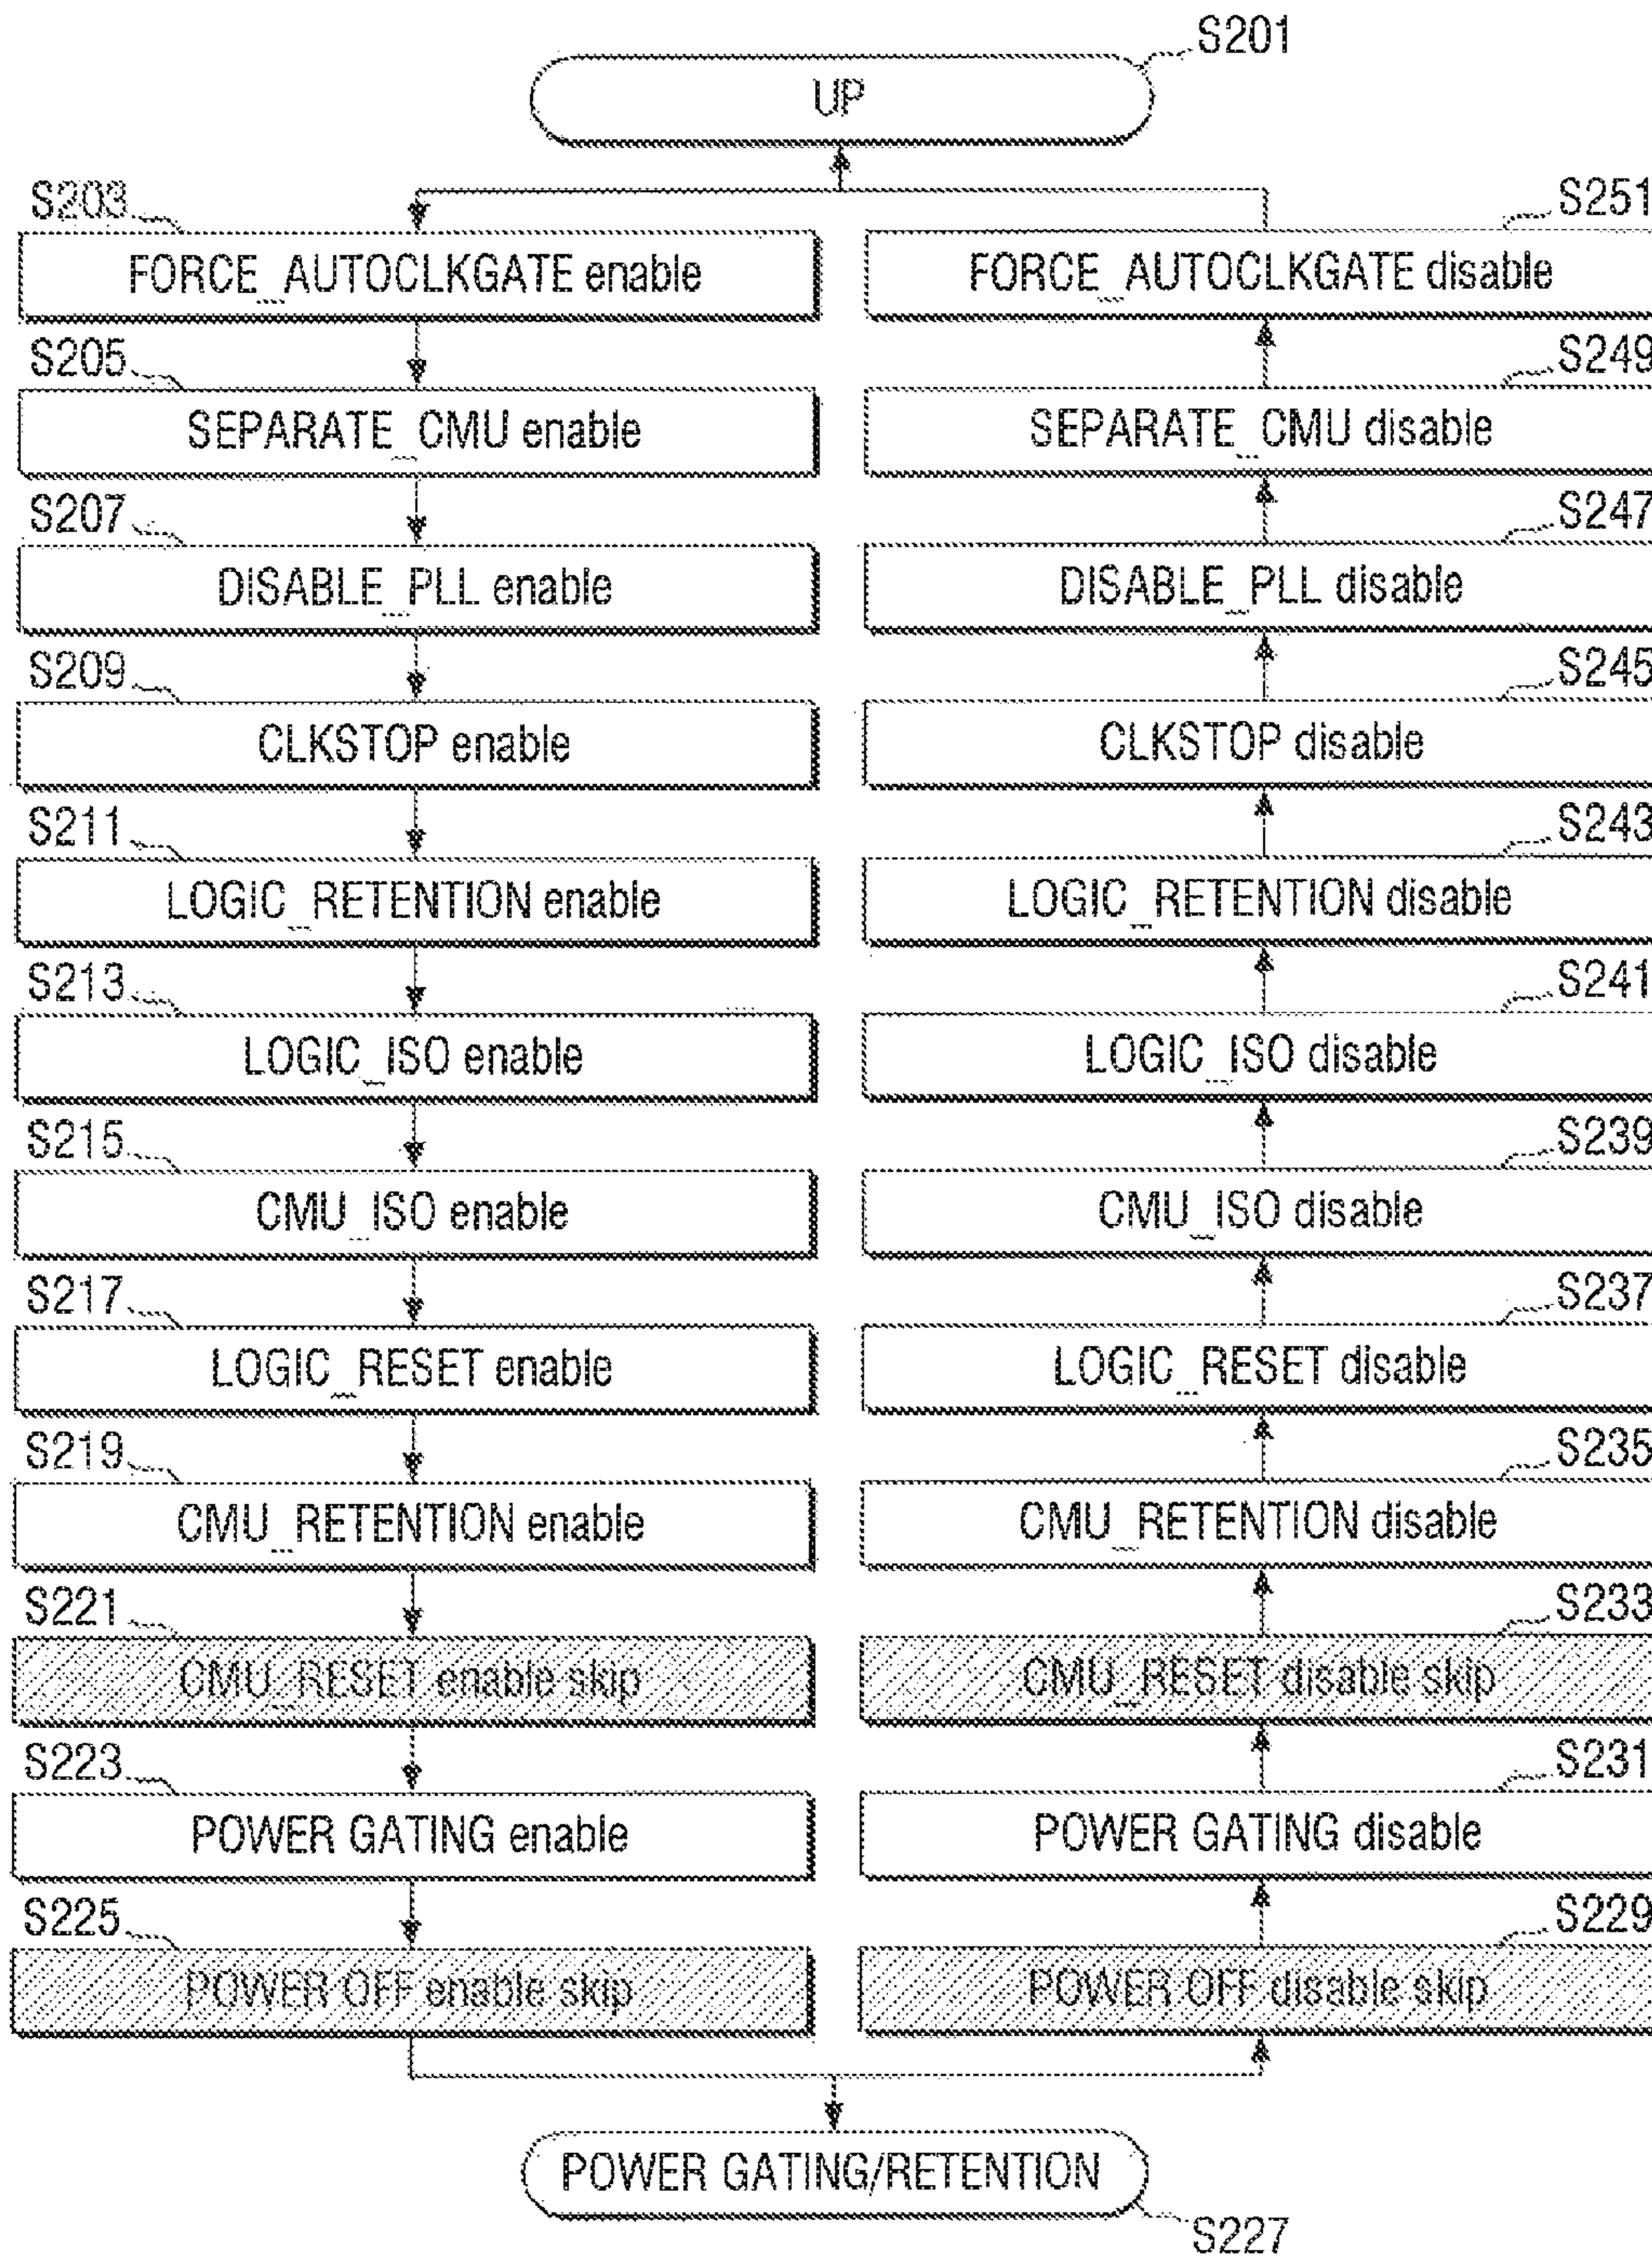 S201
UP
S203
FORCE_AUTOCLKGATE enable
S205
SEPARATE_CMU enable
S207
DISABLE_PLL enable
S209
CLKSTOP enable
S211
LOGIC_RETENTION enable
S213
LOGIC_ISO enable
S215
CMU_ISO enable
S217
LOGIC_RESET enable
S219
CMU_RETENTION enable
S221
CMU_RESET enable skip
S223
POWER GATING enable
S225
POWER OFF enable skip
S251
FORCE_AUTOCLKGATE disable
S249
SEPARATE_CMU disable
S247
DISABLE_PLL disable
S245
CLKSTOP disable
S243
LOGIC_RETENTION disable
S241
LOGIC_ISO disable
S239
CMU_ISO disable
S237
LOGIC_RESET disable
S235
CMU_RETENTION disable
S233
CMU_RESET disable skip
S231
POWER GATING disable
S229
POWER OFF disable skip
POWER GATING/RETENTION
S227